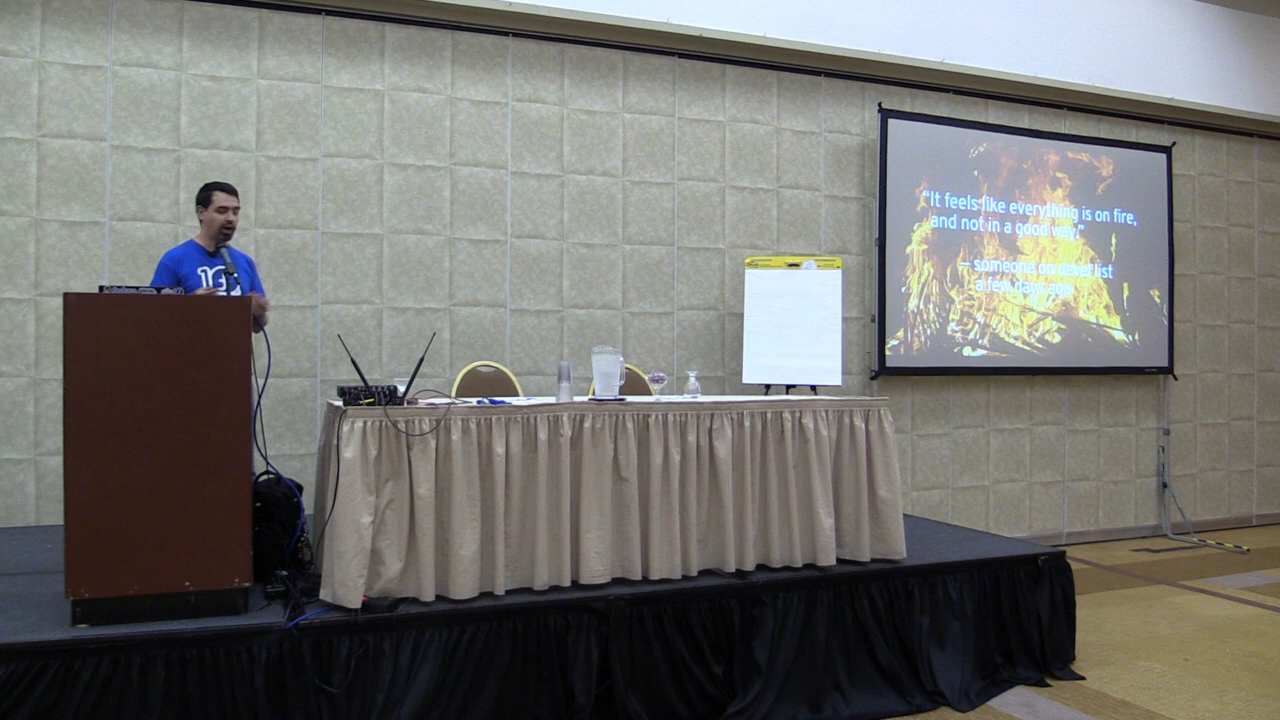 “It feels like everything is on fire,
and not in a good way.”
– someone on devel list
a few days ago